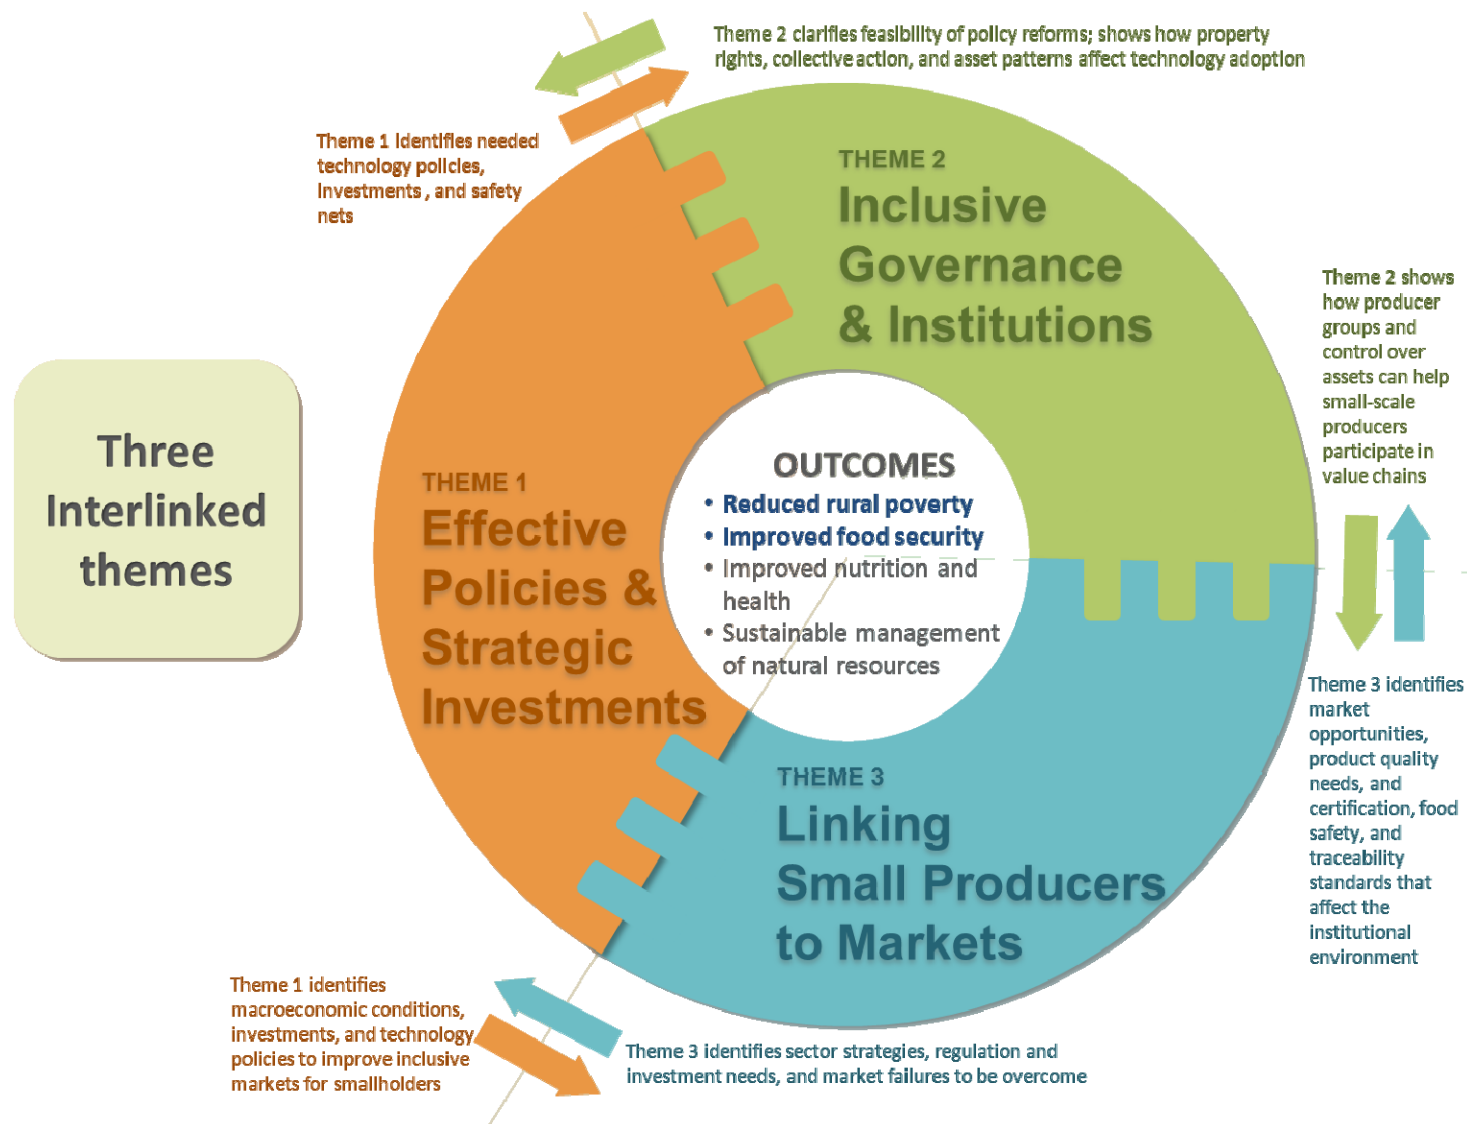 Theme 2 clarifies feasibility of policy reforms; shows how property
rights, collective action, and asset patterns affect technology adoption
Theme 1 identifies needed
technology policies,
investments , and safety
nets
THEME 2
Inclusive
Governance
& Institutions
Theme 2 shows
how producer
groups and
control over
assets can help
small-scale
producers
participate in
value chains
Three
Interlinked
themes
THEME 1
Effective
Policies &
Strategic
Investments
OUTCOMES
• Reduced rural poverty
• Improved food security
• Improved nutrition and
health
• Sustainable management
of natural resources
Theme 3 identifies
market
opportunities,
product quality
needs, and
certification, food
safety, and
traceability
standards that
affect the
institutional
environment
THEME 3
Linking
Small Producers
to Markets
Theme 1 identifies
macroeconomic conditions,
investments, and technology
policies to improve inclusive
markets for smallholders
Theme 3 identifies sector strategies, regulation and
investment needs, and market failures to be overcome